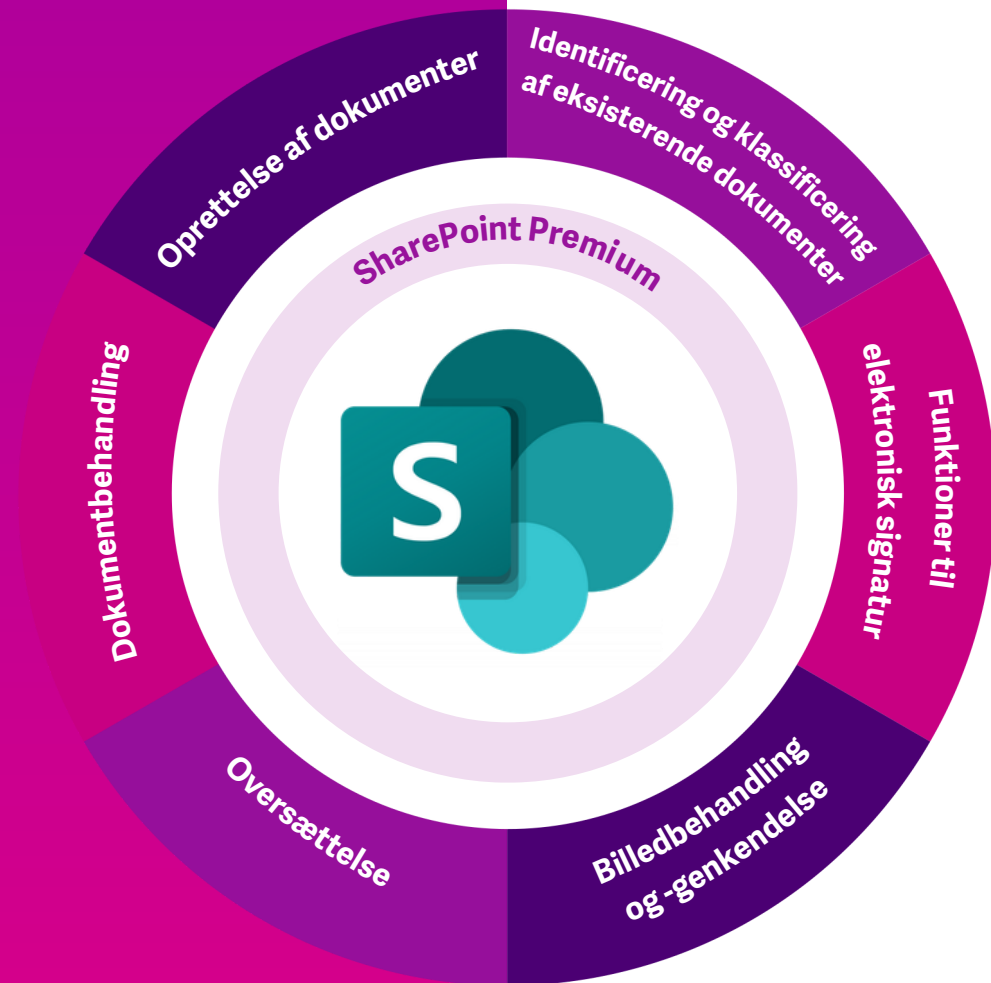 Oprettelse af dokumenter
Identificering og klassificering
af eksisterende dokumenter
SharePoint Premium
Dokumentbehandling
S
Funktioner til
elektronisk signatur
Oversættelse
Billedbehandling
og -genkendelse